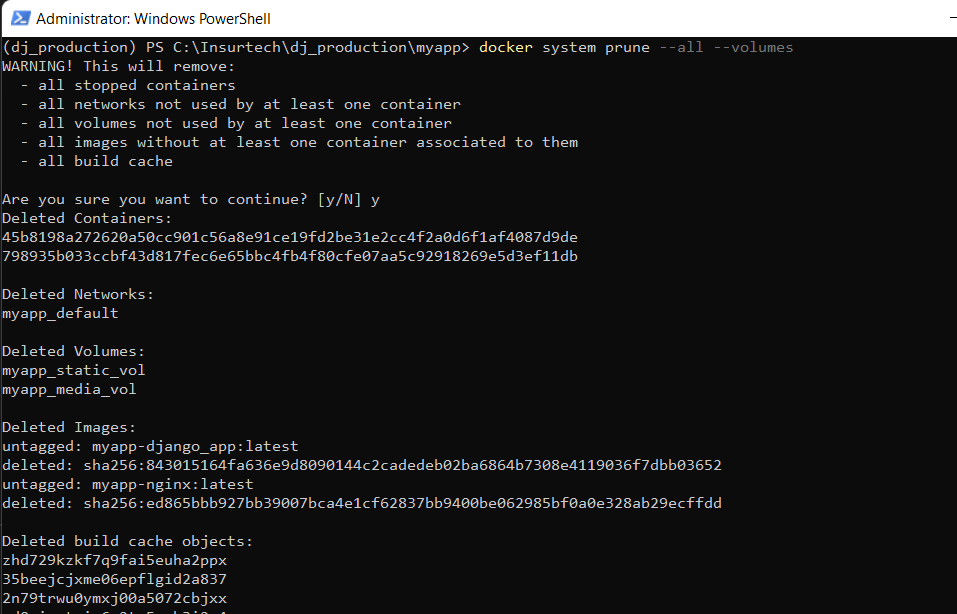 Administrator: Windows PowerShell
(dj_production) PS C:\Insurtech\dj_production\myapp> docker system prune --all --volumes
WARNING! This will remove:
  - all stopped containers
  - all networks not used by at least one container
  - all volumes not used by at least one container
  - all images without at least one container associated to them
  - all build cache

Are you sure you want to continue? [y/N] y
Deleted Containers:
45b8198a272620a50cc901c56a8e91ce19fd2be31e2cc4f2a0d6f1af4087d9de
798935b033ccbf43d817fec6e65bbc4fb4f80cfe07aa5c92918269e5d3ef11db

Deleted Networks:
myapp_default

Deleted Volumes:
myapp_static_vol
myapp_media_vol

Deleted Images:
untagged: myapp-django_app:latest
deleted: sha256:843015164fa636e9d8090144c2cadedeb02ba6864b7308e4119036f7dbb03652
untagged: myapp-nginx:latest
deleted: sha256:ed865bbb927bb39007bca4e1cf62837bb9400be062985bf0a0e328ab29ecffdd

Deleted build cache objects:
zhd729kzkf7q9fai5euha2ppx
35beejcjxme06epflgid2a837
2n79trwu0ymxj00a5072cbjxx